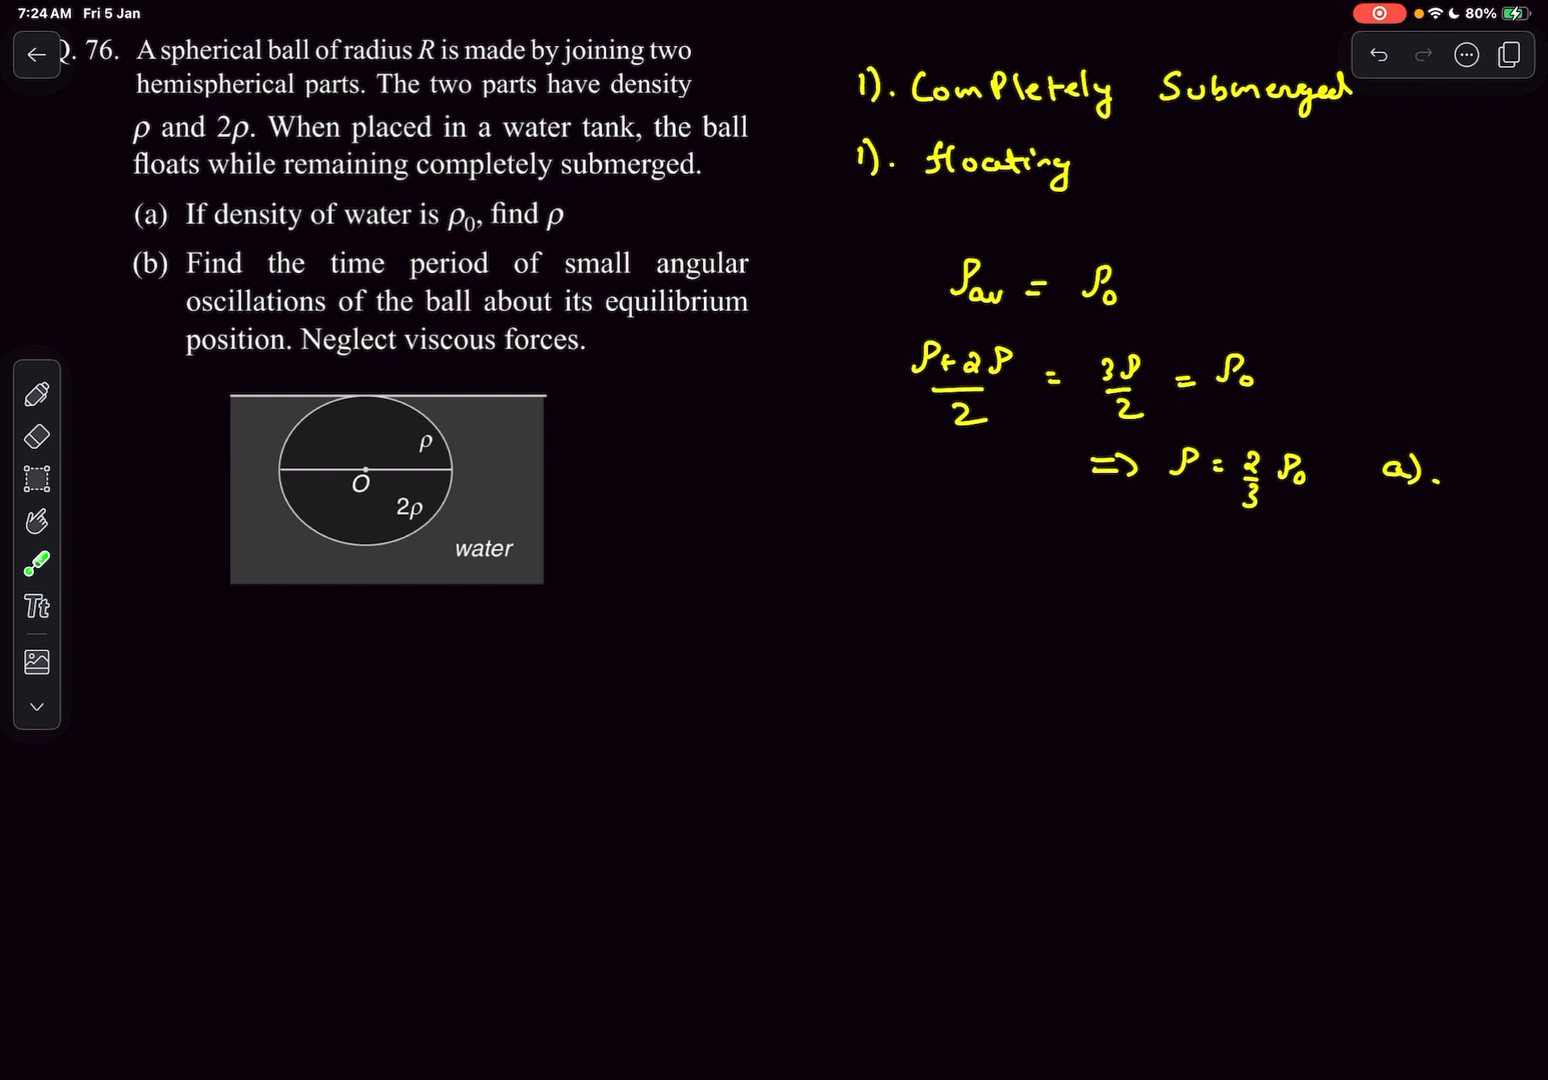 7:24 AM Fri 5 Jan
80%
Q. 76. A spherical ball of radius R is made by joining two
hemispherical parts. The two parts have density
ρ and 2ρ. When placed in a water tank, the ball
floats while remaining completely submerged.
(a) If density of water is ρ₀, find ρ
(b) Find the time period of small angular
oscillations of the ball about its equilibrium
position. Neglect viscous forces.
ρ
O
2ρ
water
Tt
1). Completely Submerged
1). floating
ρav = ρ₀
ρ+2ρ/2 = 3ρ/2 = ρ₀
=> ρ = 2/3 ρ₀ a).